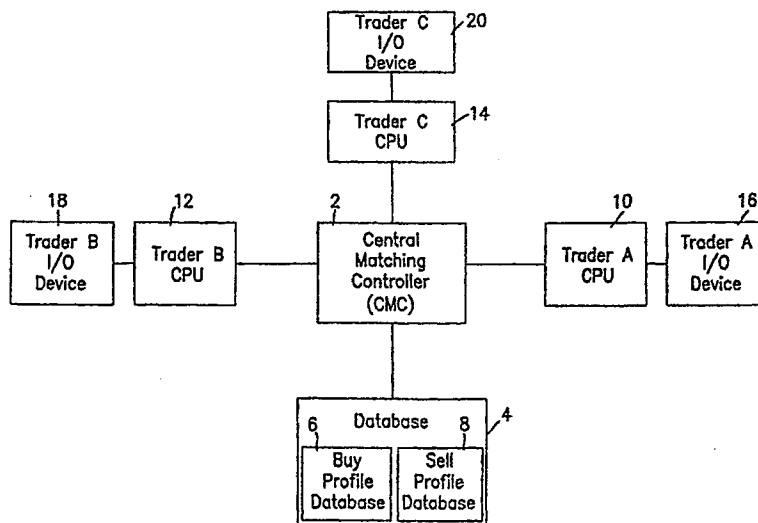 Trader C
I/O
Device
20
Trader C
CPU
14
18
Trader B
I/O
Device
12
Trader B
CPU
2
Central
Matching
Controller
(CMC)
10
Trader A
CPU
16
Trader A
I/O
Device
Database
4
6
Buy
Profile
Database
8
Sell
Profile
Database